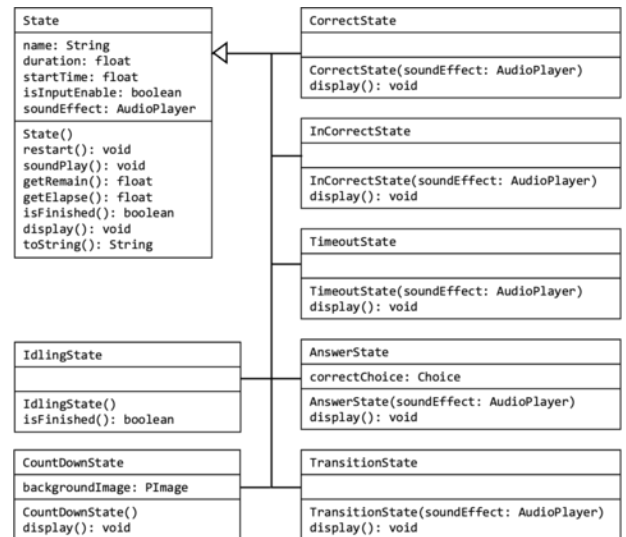 State
name: String
duration: float
startTime: float
isInputEnable: boolean
soundEffect: AudioPlayer
State()
restart(): void
soundPlay(): void
getRemain(): float
getElapse(): float
isFinished(): boolean
display(): void
toString(): String
IdlingState
IdlingState()
isFinished(): boolean
CountDownState
backgroundImage: PImage
CountDownState()
display(): void
CorrectState
CorrectState(soundEffect: AudioPlayer)
display(): void
InCorrectState
InCorrectState(soundEffect: AudioPlayer)
display(): void
TimeoutState
TimeoutState(soundEffect: AudioPlayer)
display(): void
AnswerState
correctChoice: Choice
AnswerState(soundEffect: AudioPlayer)
display(): void
TransitionState
TransitionState(soundEffect: AudioPlayer)
display(): void